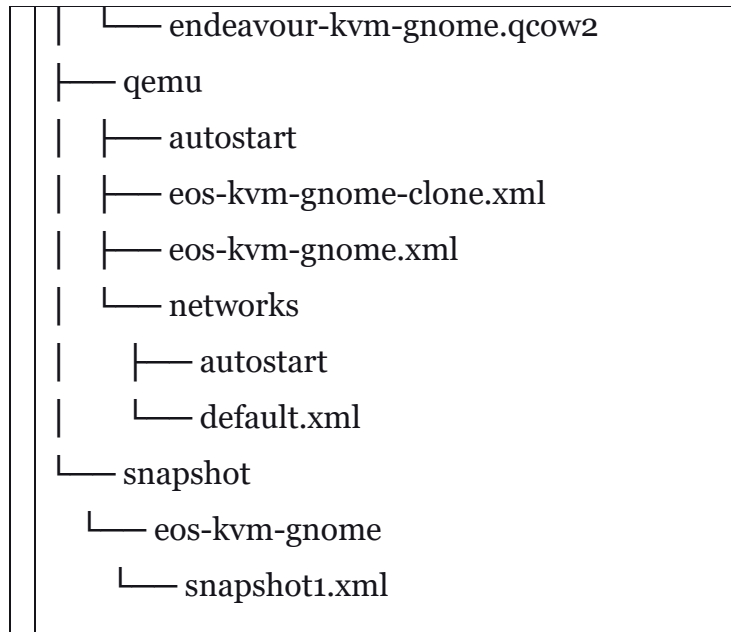 │ └── endeavour-kvm-gnome.qcow2
├── qemu
│ ├── autostart
│ ├── eos-kvm-gnome-clone.xml
│ ├── eos-kvm-gnome.xml
│ └── networks
│ ├── autostart
│ └── default.xml
└── snapshot
└── eos-kvm-gnome
└── snapshot1.xml